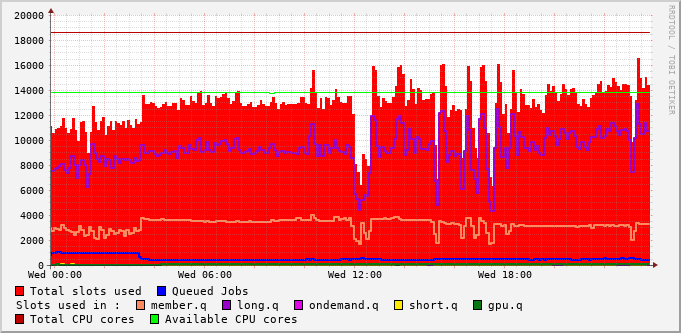 20000
18000
16000
14000
12000
10000
8000
6000
4000
2000
0
Wed 00:00 Wed 06:00 Wed 12:00 Wed 18:00
Total slots used Queued Jobs
Slots used in : member.q long.q ondemand.q short.q gpu.q
Total CPU cores Available CPU cores
RRDTOOL / TOBI OETIKER